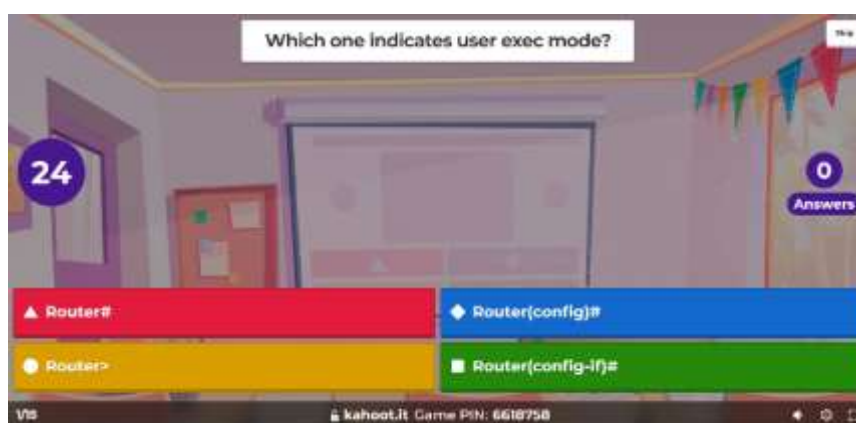 Which one indicates user exec mode?
Skip
24
0
Answers
Router#
Router(config)#
Router>
Router(config-if)#
1/15
kahoot.it Game PIN: 6618758